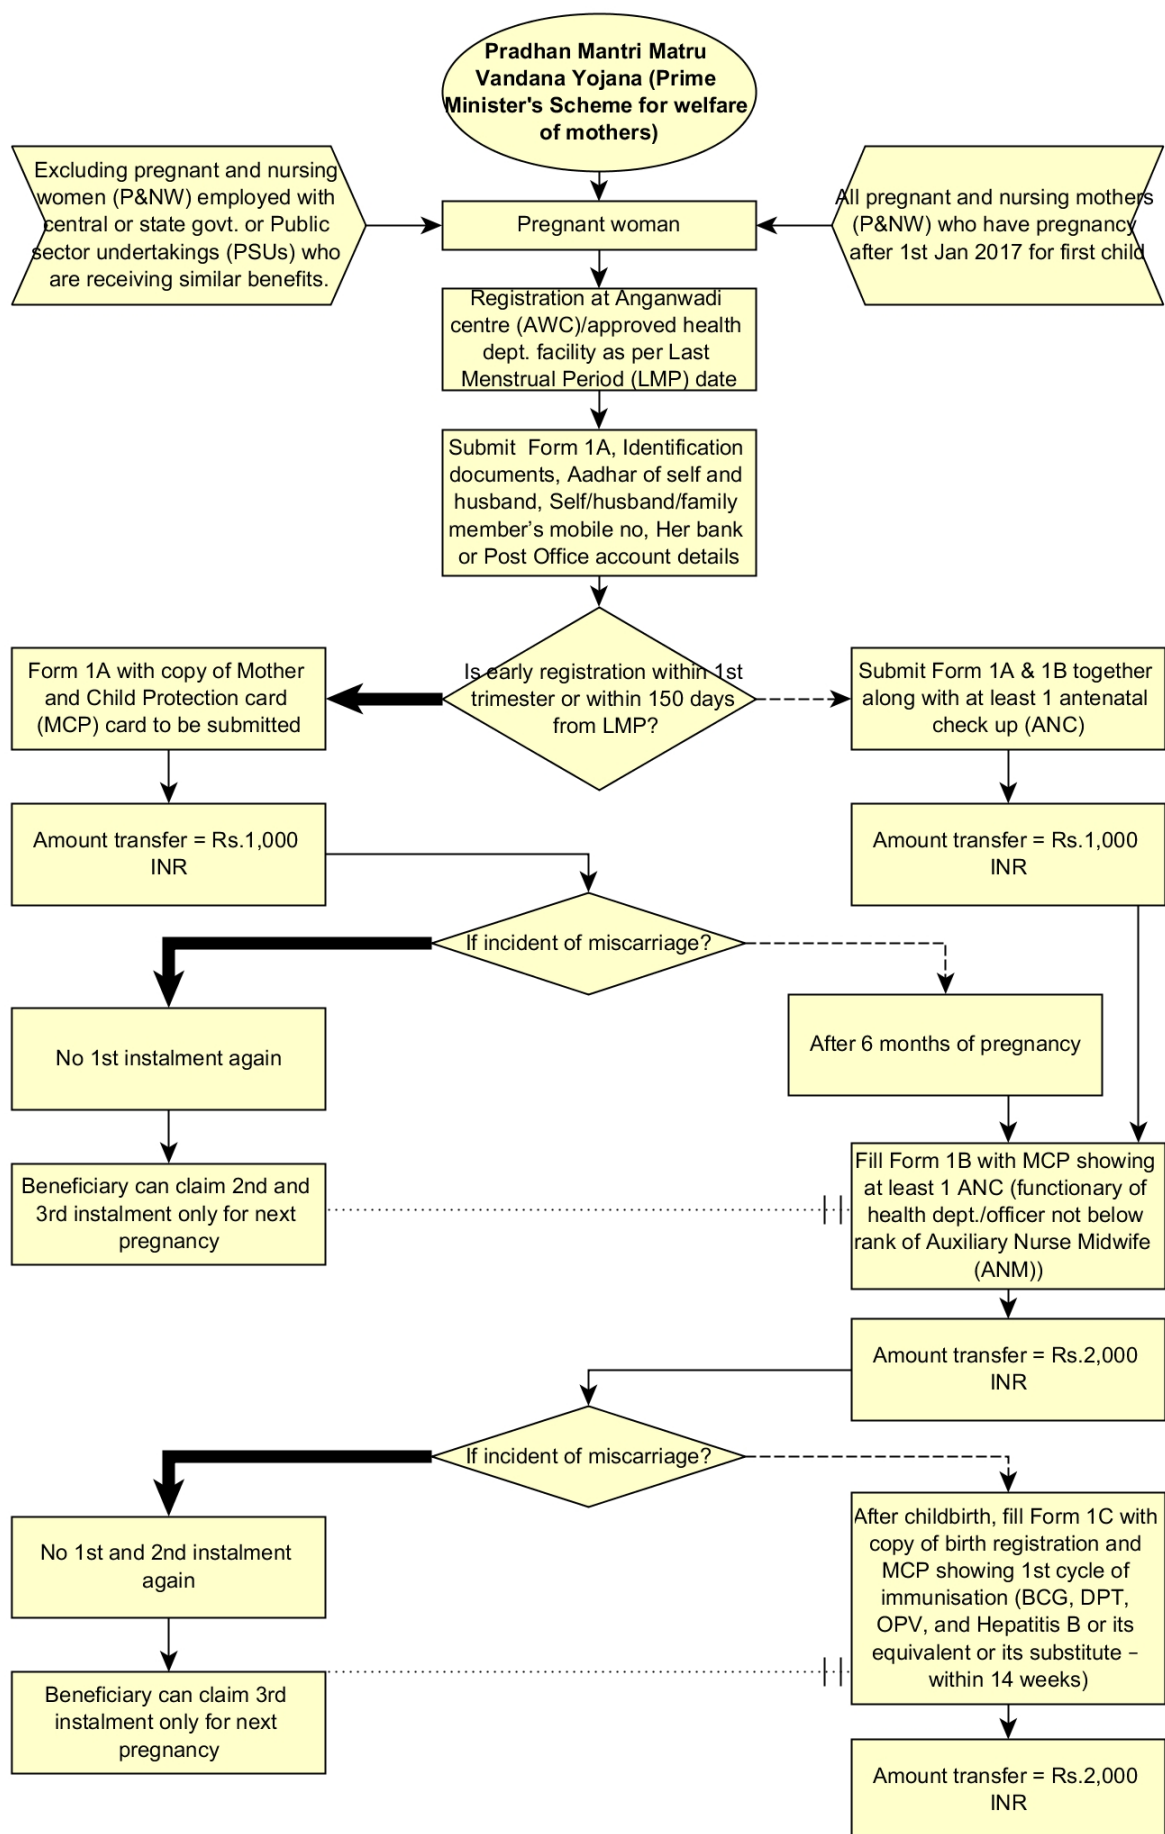 Pradhan Mantri Matru
Vandana Yojana (Prime
Minister's Scheme for welfare
of mothers)
Excluding pregnant and nursing
women (P&NW) employed with
central or state govt. or Public
sector undertakings (PSUs) who
are receiving similar benefits.
Pregnant woman
All pregnant and nursing mothers
(P&NW) who have pregnancy
after 1st Jan 2017 for first child
Registration at Anganwadi
centre (AWC)/approved health
dept. facility as per Last
Menstrual Period (LMP) date
Submit Form 1A, Identification
documents, Aadhar of self and
husband, Self/husband/family
member’s mobile no, Her bank
or Post Office account details
Is early registration within 1st
trimester or within 150 days
from LMP?
Form 1A with copy of Mother
and Child Protection card
(MCP) card to be submitted
Submit Form 1A & 1B together
along with at least 1 antenatal
check up (ANC)
Amount transfer = Rs.1,000
INR
Amount transfer = Rs.1,000
INR
If incident of miscarriage?
No 1st instalment again
After 6 months of pregnancy
Beneficiary can claim 2nd and
3rd instalment only for next
pregnancy
Fill Form 1B with MCP showing
at least 1 ANC (functionary of
health dept./officer not below
rank of Auxiliary Nurse Midwife
(ANM))
Amount transfer = Rs.2,000
INR
If incident of miscarriage?
No 1st and 2nd instalment
again
After childbirth, fill Form 1C with
copy of birth registration and
MCP showing 1st cycle of
immunisation (BCG, DPT,
OPV, and Hepatitis B or its
equivalent or its substitute –
within 14 weeks)
Beneficiary can claim 3rd
instalment only for next
pregnancy
Amount transfer = Rs.2,000
INR